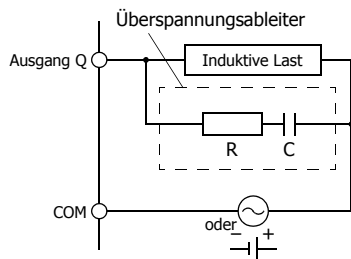 Überspannungsableiter
Ausgang Q
Induktive Last
R
C
COM
oder
− +